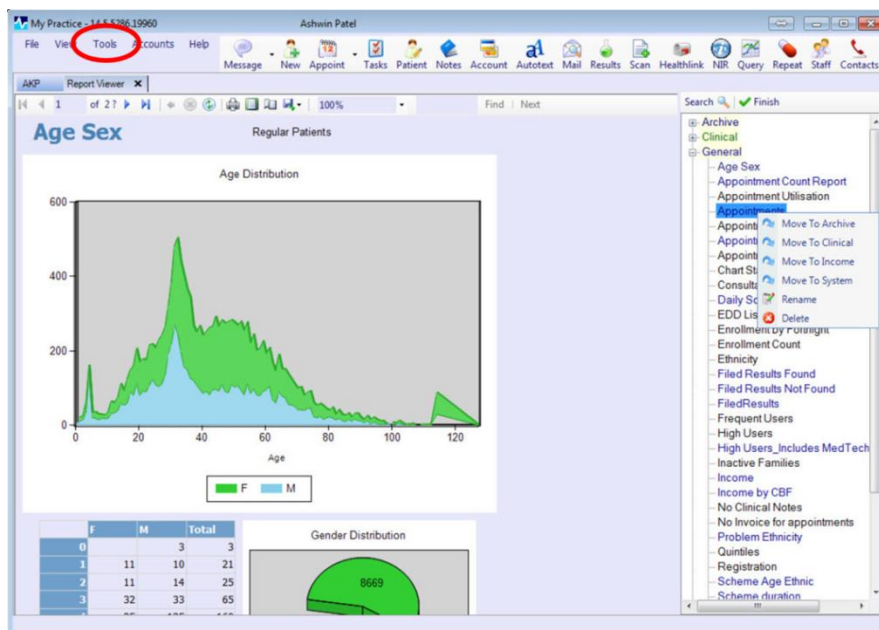 My Practice - 14.5.5286.19960 Ashwin Patel
File View Tools Accounts Help
Message New Appoint Tasks Patient Notes Account Autotext Mail Results Scan Healthlink NIR Query Repeat Staff Contacts
AKP Report Viewer
1 of 2? 100% Find Next
Search Finish
Age Sex
Regular Patients
Age Distribution
600
400
200
0
0 20 40 60 80 100 120
Age
F M
F M Total
0 3 3
1 11 10 21
2 11 14 25
3 32 33 65
Gender Distribution
8669
Archive
Clinical
General
Age Sex
Appointment Count Report
Appointment Utilisation
Appointments
Move To Archive
Move To Clinical
Move To Income
Move To System
Rename
Delete
Enrollment by Fortnight
Enrollment Count
Ethnicity
Filed Results Found
Filed Results Not Found
FiledResults
Frequent Users
High Users
High Users_Includes MedTech
Inactive Families
Income
Income by CBF
No Clinical Notes
No Invoice for appointments
Problem Ethnicity
Quintiles
Registration
Scheme Age Ethnic
Scheme duration